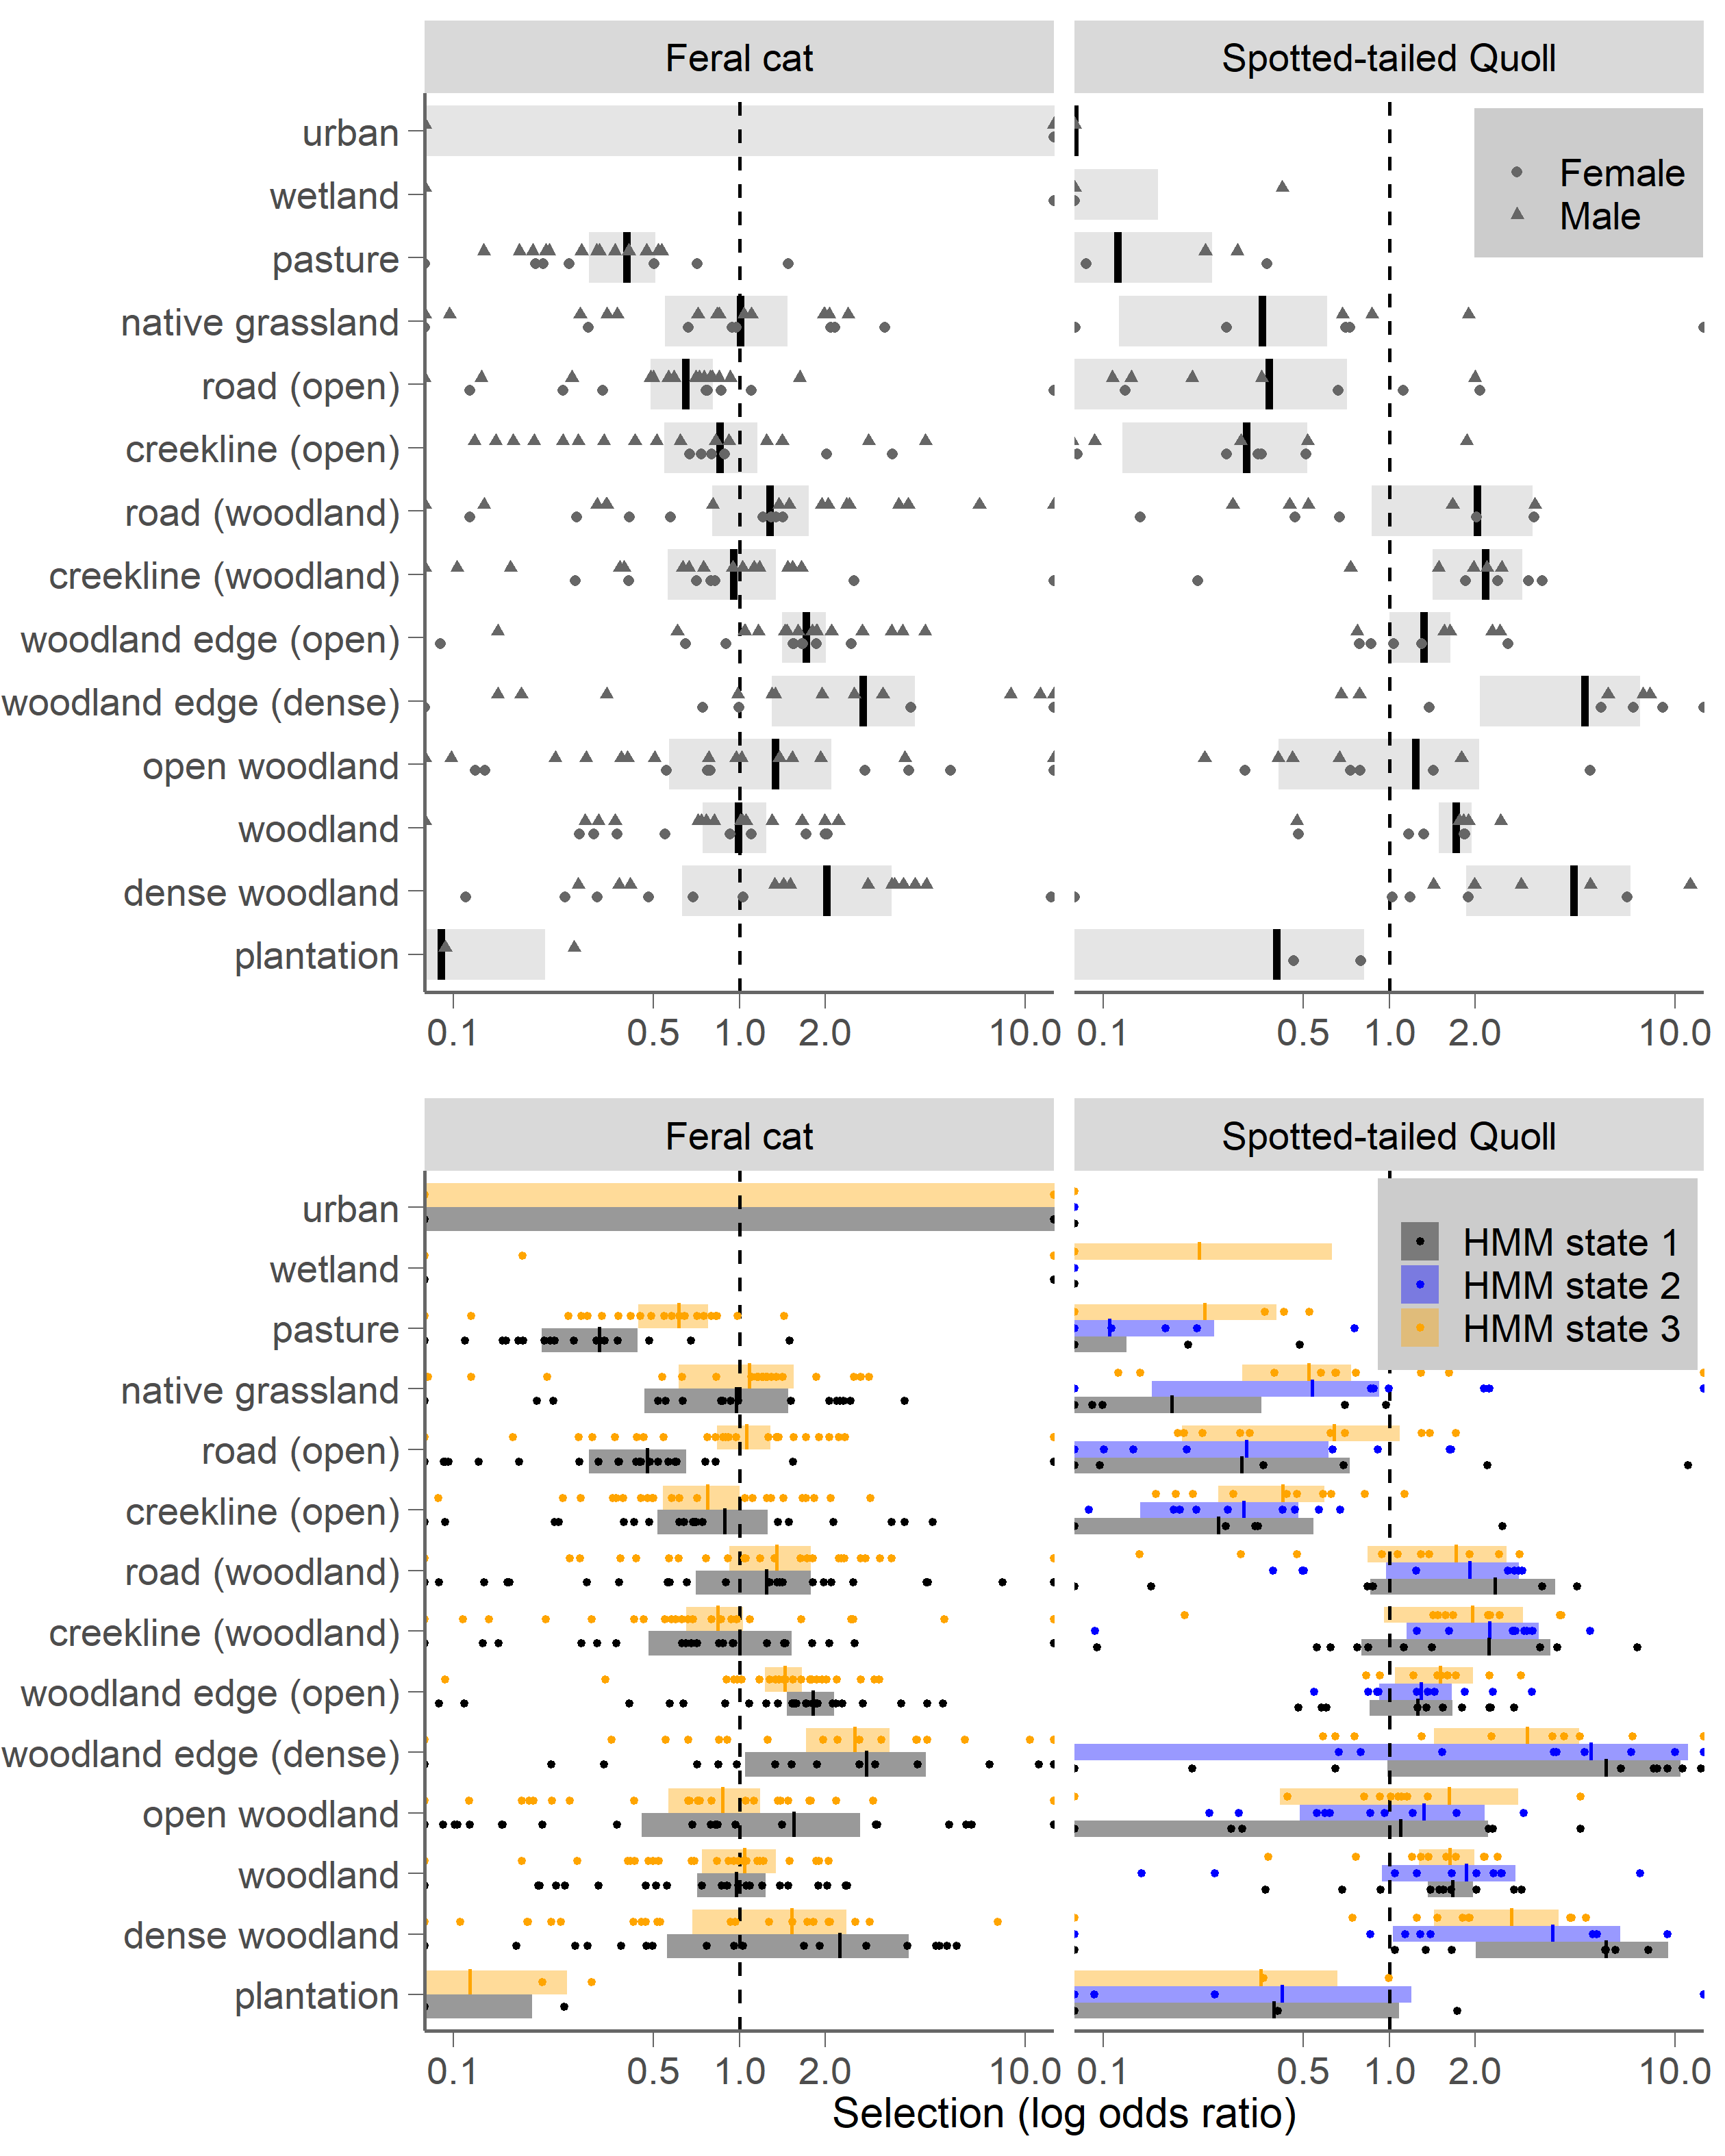 Feral cat
Spotted-tailed Quoll
Female
Male
urban
wetland
pasture
native grassland
road (open)
creekline (open)
road (woodland)
creekline (woodland)
woodland edge (open)
woodland edge (dense)
open woodland
woodland
dense woodland
plantation
0.1 0.5 1.0 2.0 10.0 0.1 0.5 1.0 2.0 10.0
Feral cat
Spotted-tailed Quoll
HMM state 1
HMM state 2
HMM state 3
urban
wetland
pasture
native grassland
road (open)
creekline (open)
road (woodland)
creekline (woodland)
woodland edge (open)
woodland edge (dense)
open woodland
woodland
dense woodland
plantation
0.1 0.5 1.0 2.0 10.0 0.1 0.5 1.0 2.0 10.0
Selection (log odds ratio)